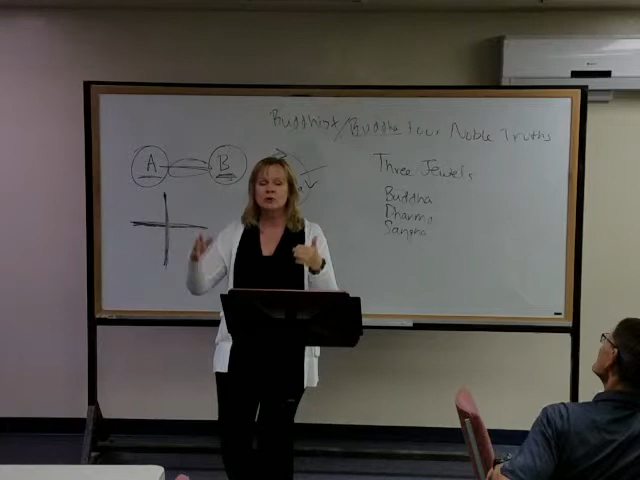 Buddhist/Buddha Four Noble Truths
A B
Three Jewels
Buddha
Dharma
Sangha